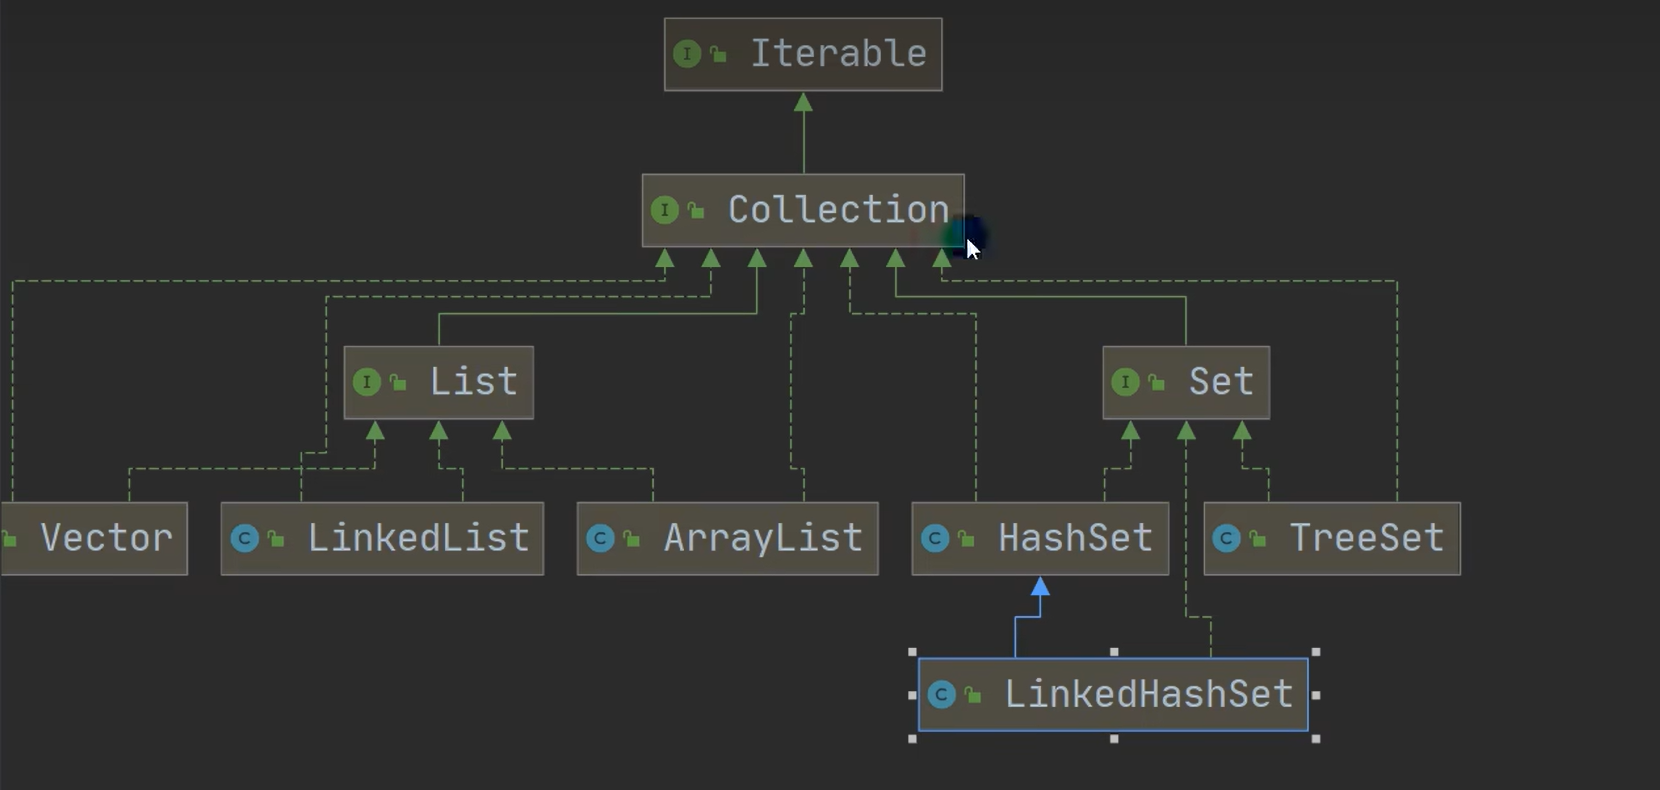 I Iterable
I Collection
I List
I Set
Vector
C LinkedList
C ArrayList
C HashSet
C TreeSet
C LinkedHashSet